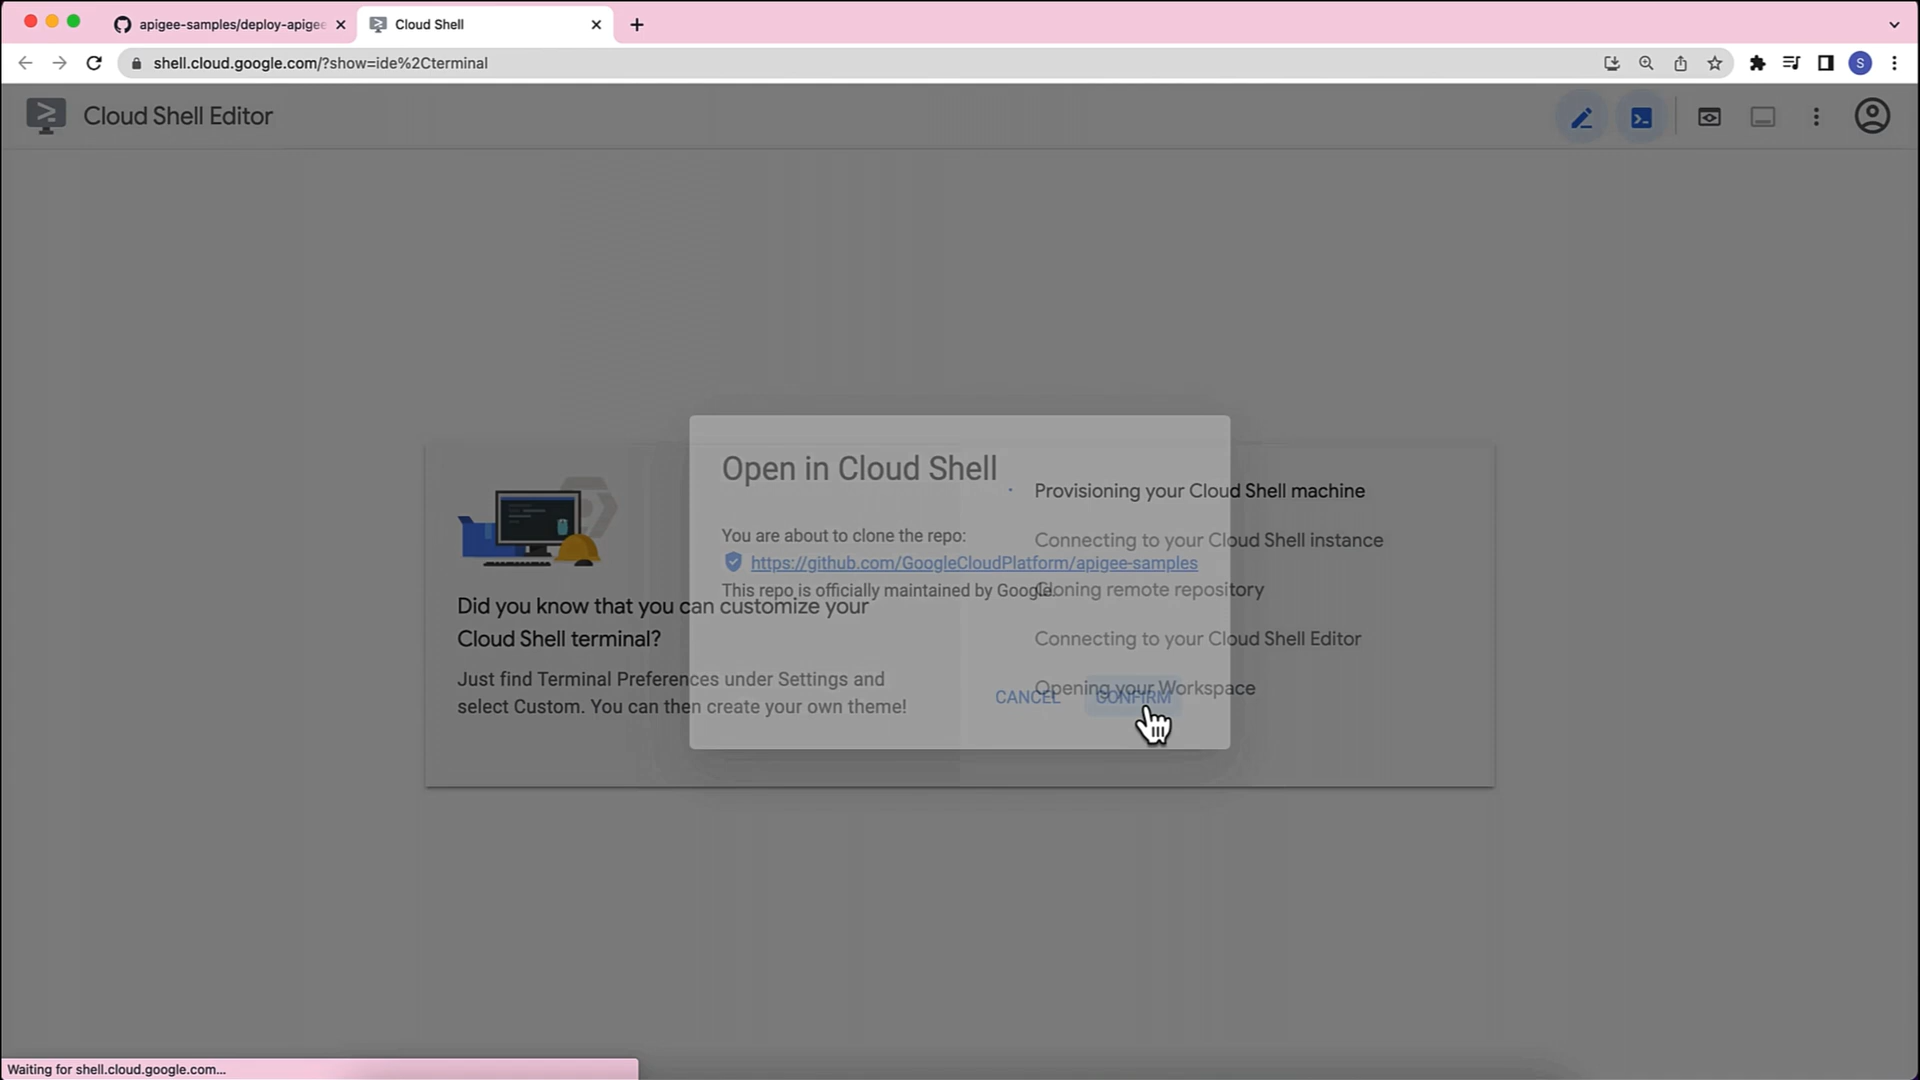 apigee-samples/deploy-apigee
Cloud Shell
shell.cloud.google.com/?show=ide%2Cterminal
S
Cloud Shell Editor
Open in Cloud Shell
You are about to clone the repo:
https://github.com/GoogleCloudPlatform/apigee-samples
This repo is officially maintained by Google.
CANCEL
CONFIRM
Did you know that you can customize your
Cloud Shell terminal?
Just find Terminal Preferences under Settings and
select Custom. You can then create your own theme!
Provisioning your Cloud Shell machine
Connecting to your Cloud Shell instance
Cloning remote repository
Connecting to your Cloud Shell Editor
Opening your Workspace
Waiting for shell.cloud.google.com...